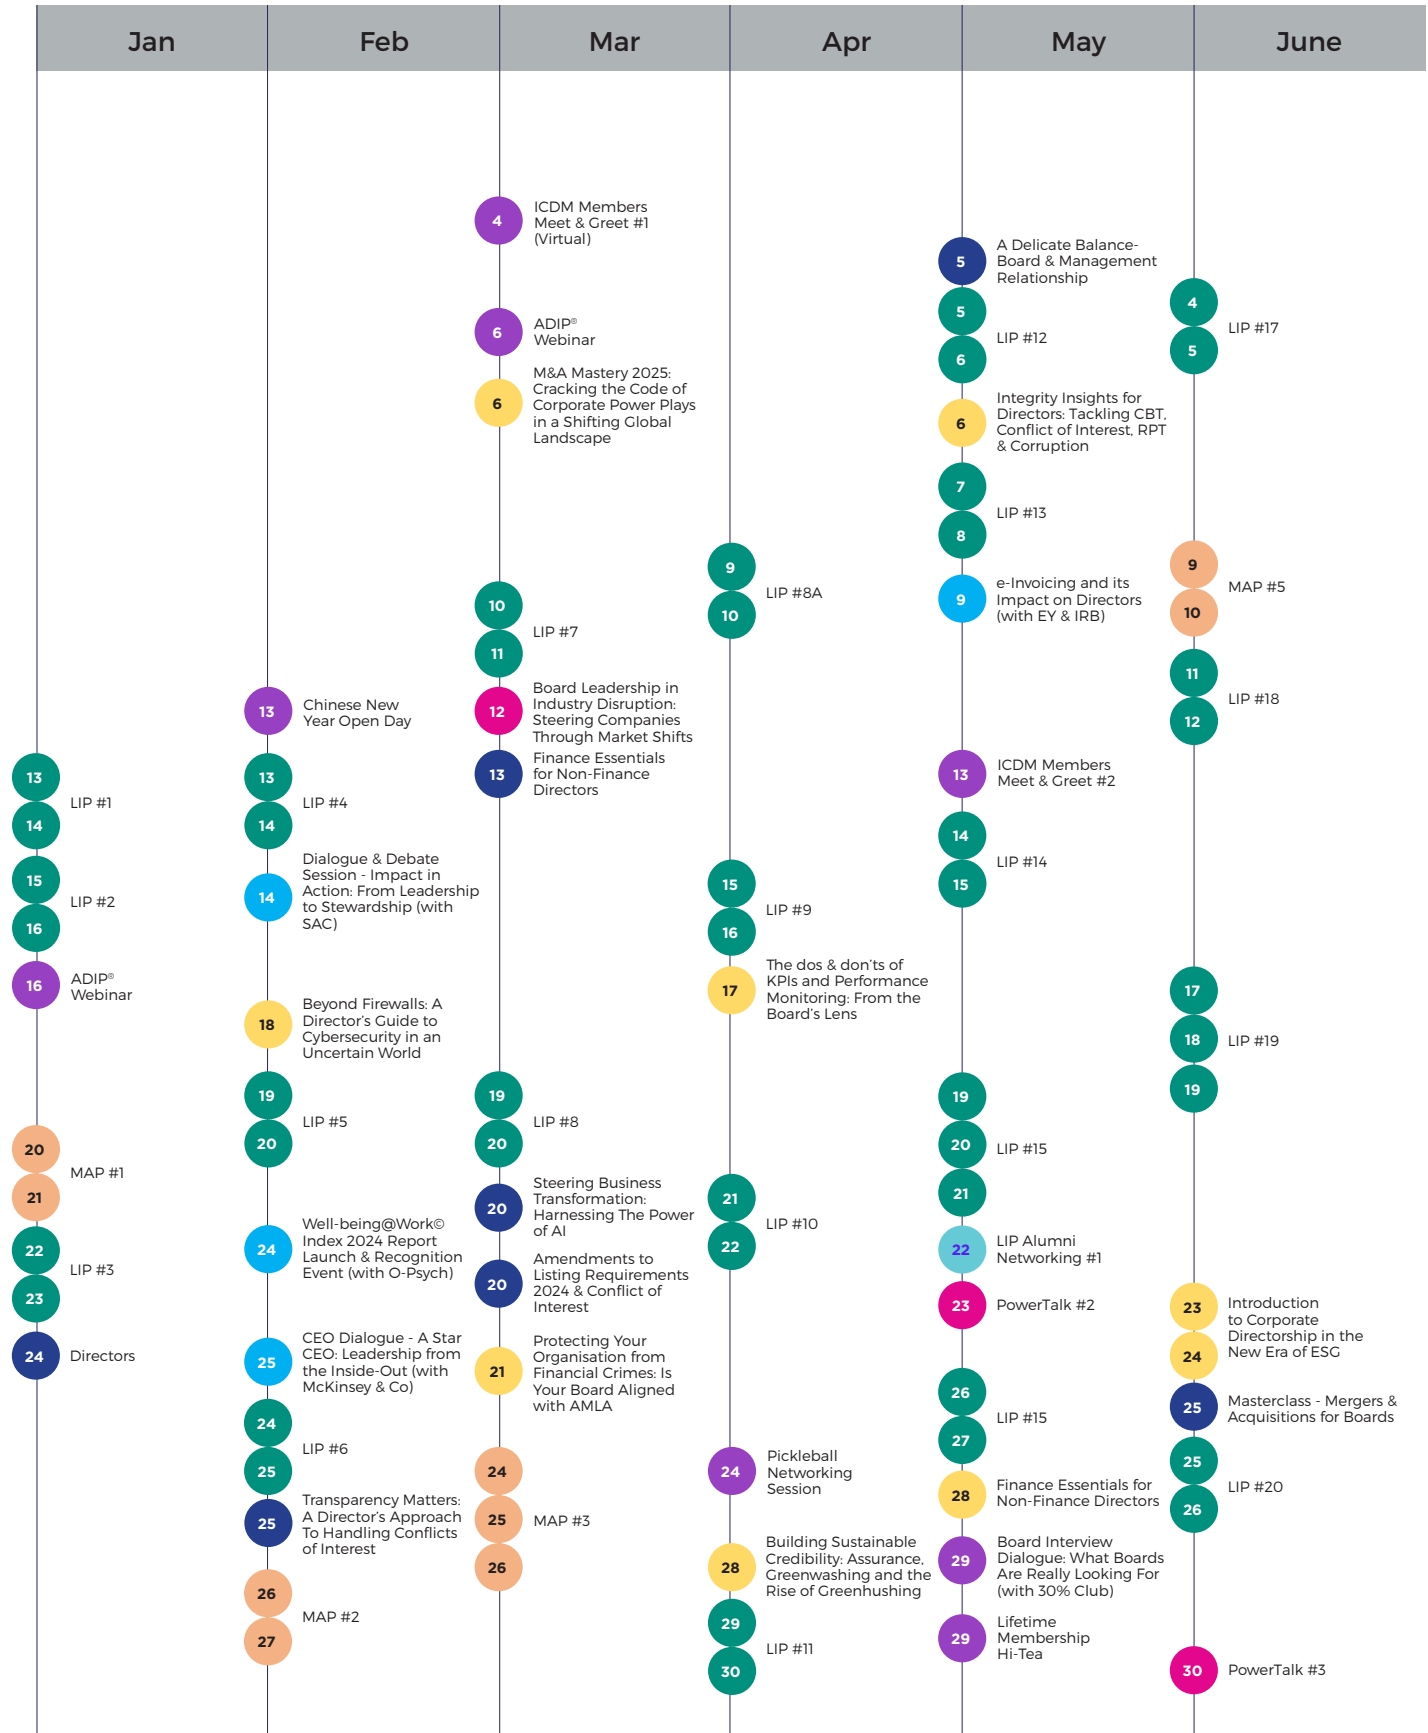 Jan
Feb
Mar
Apr
May
June
13
14
LIP #1
15
16
LIP #2
16
ADIP®
Webinar
20
21
MAP #1
22
23
LIP #3
24
Directors
13
Chinese New
Year Open Day
13
14
LIP #4
14
Dialogue & Debate
Session - Impact in
Action: From Leadership
to Stewardship (with
SAC)
18
Beyond Firewalls: A
Director's Guide to
Cybersecurity in an
Uncertain World
19
20
LIP #5
24
Well-being@Work©
Index 2024 Report
Launch & Recognition
Event (with O-Psych)
25
CEO Dialogue - A Star
CEO: Leadership from
the Inside-Out (with
McKinsey & Co)
24
25
LIP #6
25
Transparency Matters:
A Director's Approach
To Handling Conflicts
of Interest
26
27
MAP #2
4
ICDM Members
Meet & Greet #1
(Virtual)
6
ADIP®
Webinar
6
M&A Mastery 2025:
Cracking the Code of
Corporate Power Plays
in a Shifting Global
Landscape
10
11
LIP #7
12
Board Leadership in
Industry Disruption:
Steering Companies
Through Market Shifts
13
Finance Essentials
for Non-Finance
Directors
19
20
LIP #8
20
Steering Business
Transformation:
Harnessing The Power
of AI
20
Amendments to
Listing Requirements
2024 & Conflict of
Interest
21
Protecting Your
Organisation from
Financial Crimes: Is
Your Board Aligned
with AMLA
24
25
26
MAP #3
9
10
LIP #8A
15
16
LIP #9
17
The dos & don'ts of
KPIs and Performance
Monitoring: From the
Board's Lens
21
22
LIP #10
24
Pickleball
Networking
Session
28
Building Sustainable
Credibility: Assurance,
Greenwashing and the
Rise of Greenhushing
29
30
LIP #11
5
A Delicate Balance-
Board & Management
Relationship
5
6
LIP #12
6
Integrity Insights for
Directors: Tackling CBT,
Conflict of Interest, RPT
& Corruption
7
8
LIP #13
9
e-Invoicing and its
Impact on Directors
(with EY & IRB)
13
ICDM Members
Meet & Greet #2
14
15
LIP #14
19
20
21
LIP #15
22
LIP Alumni
Networking #1
23
PowerTalk #2
26
27
LIP #15
28
Finance Essentials for
Non-Finance Directors
29
Board Interview
Dialogue: What Boards
Are Really Looking For
(with 30% Club)
29
Lifetime
Membership
Hi-Tea
4
5
LIP #17
9
10
MAP #5
11
12
LIP #18
17
18
19
LIP #19
23
24
Introduction
to Corporate
Directorship in the
New Era of ESG
25
Masterclass - Mergers &
Acquisitions for Boards
25
26
LIP #20
30
PowerTalk #3